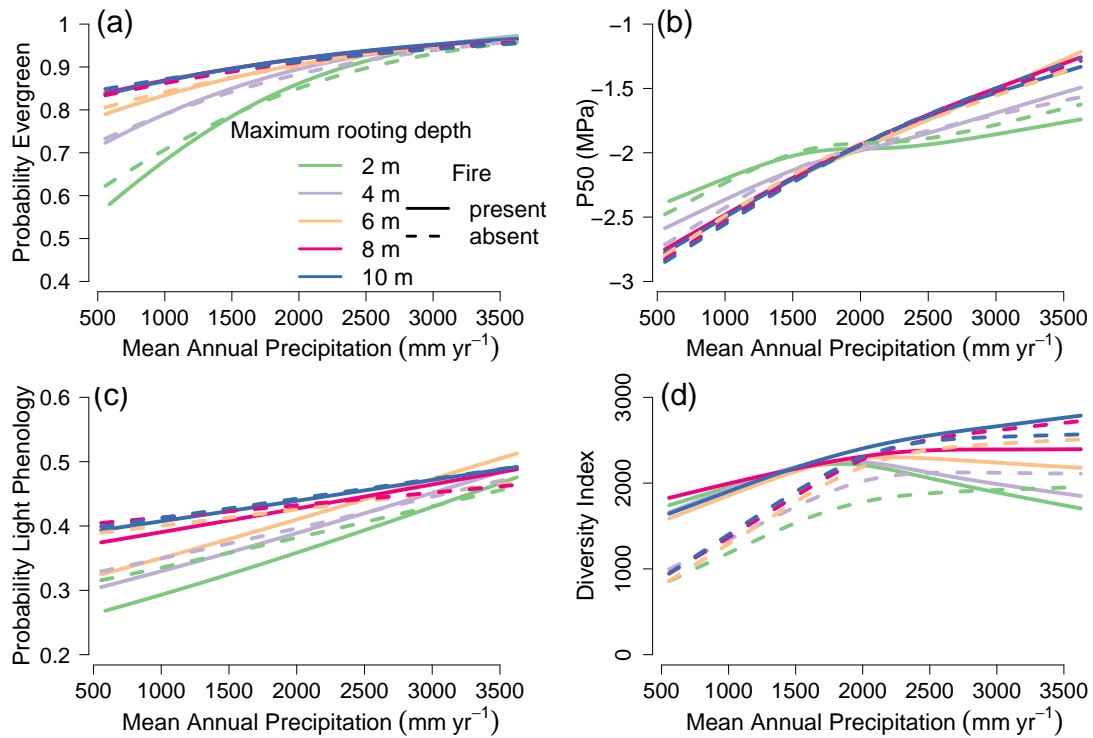 (a)
Probability Evergreen
1
0.9
0.8
0.7
0.6
0.5
0.4
Maximum rooting depth
2 m
4 m
6 m
8 m
10 m
Fire
present
absent
500 1000 1500 2000 2500 3000 3500
Mean Annual Precipitation (mm yr⁻¹)
(b)
P50 (MPa)
−1
−1.5
−2
−2.5
−3
500 1000 1500 2000 2500 3000 3500
Mean Annual Precipitation (mm yr⁻¹)
(c)
Probability Light Phenology
0.6
0.5
0.4
0.3
0.2
500 1000 1500 2000 2500 3000 3500
Mean Annual Precipitation (mm yr⁻¹)
(d)
Diversity Index
3000
2000
1000
0
500 1000 1500 2000 2500 3000 3500
Mean Annual Precipitation (mm yr⁻¹)